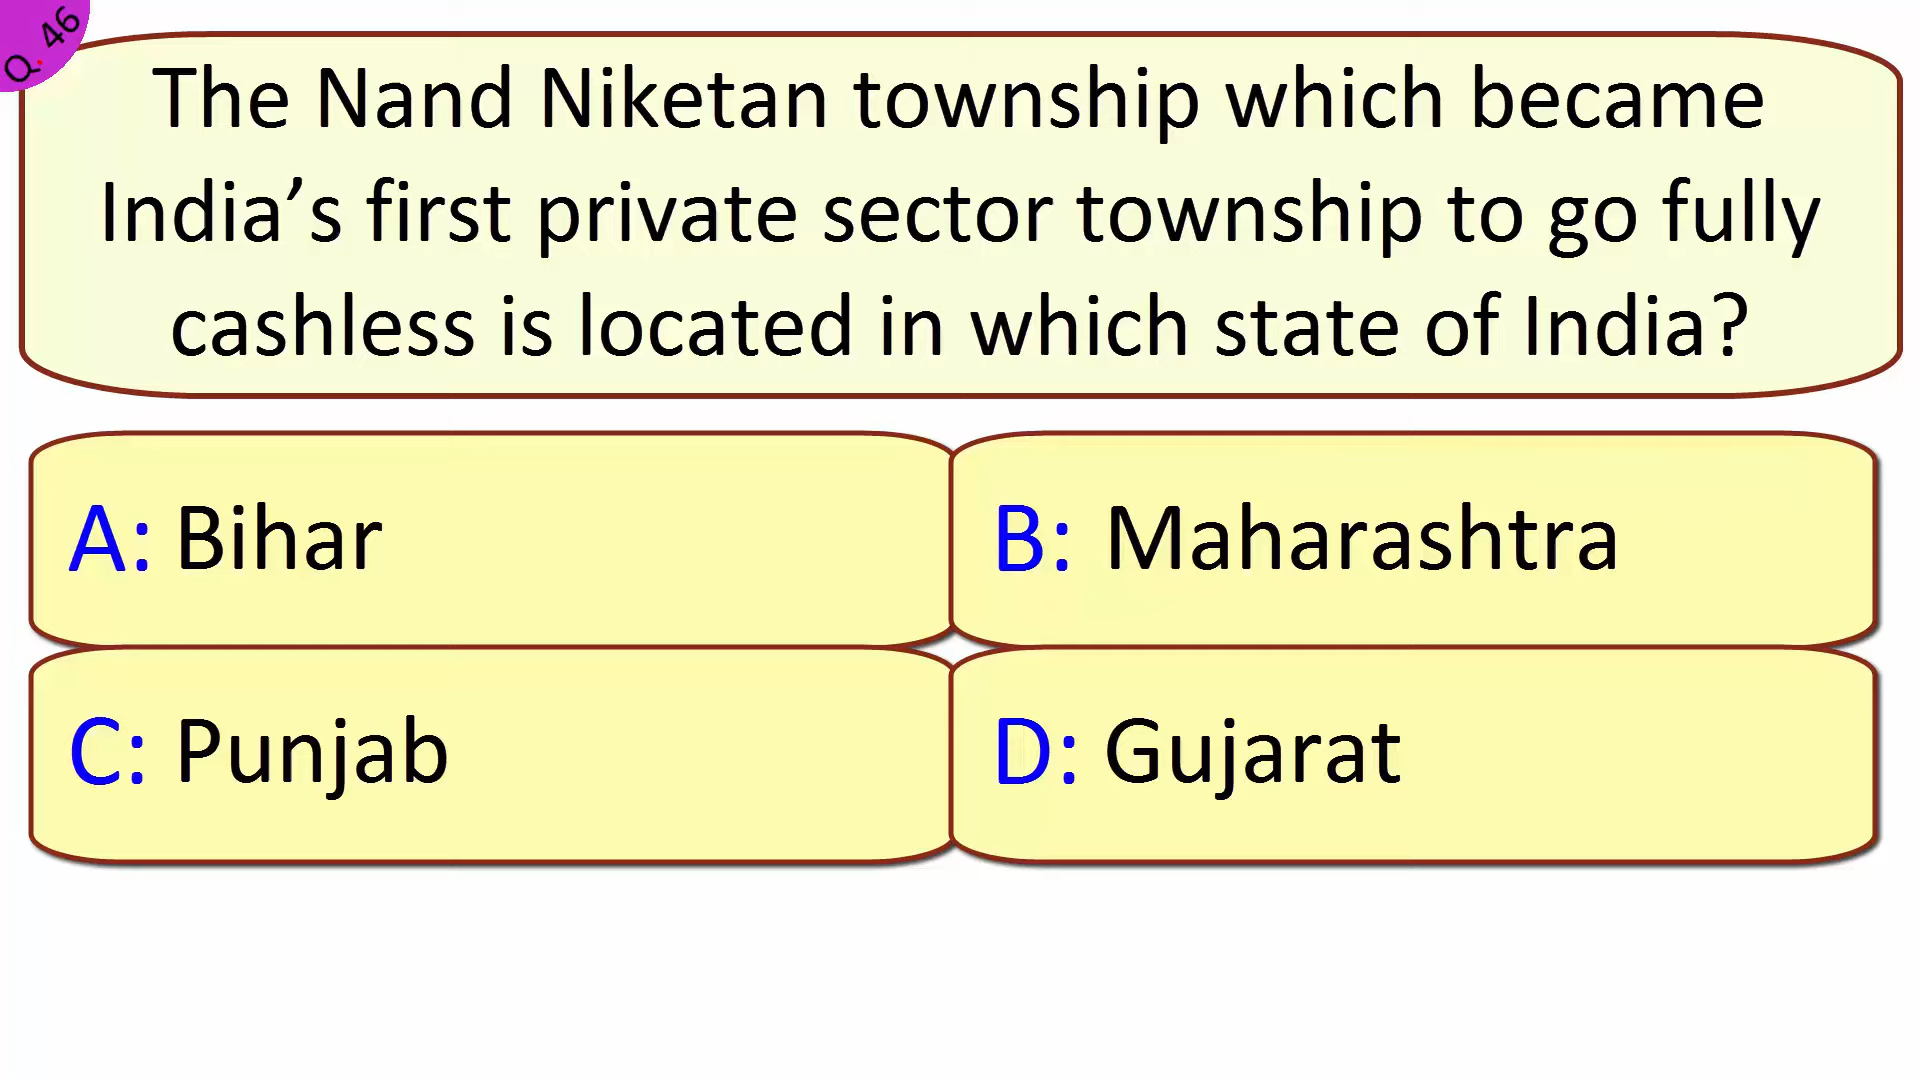 Q. 46
The Nand Niketan township which became
India’s first private sector township to go fully
cashless is located in which state of India?
A: Bihar
B: Maharashtra
C: Punjab
D: Gujarat